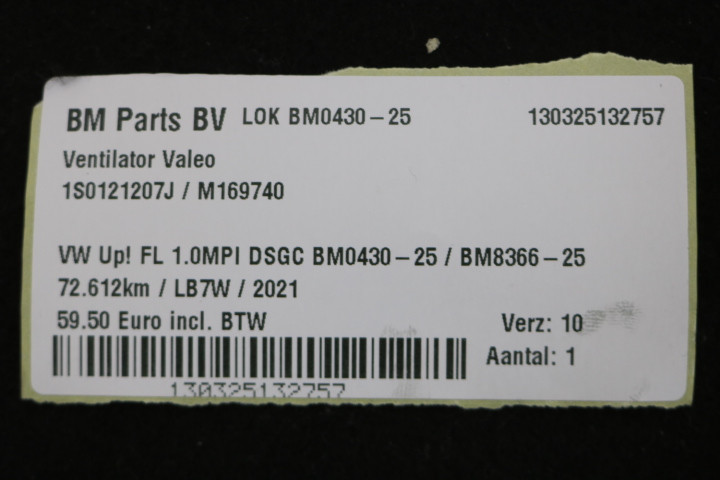 BM Parts BV LOK BM0430-25 130325132757
Ventilator Valeo
1S0121207J / M169740
VW Up! FL 1.0MPI DSGC BM0430-25 / BM8366-25
72.612km / LB7W / 2021
59.50 Euro incl. BTW Verz: 10
Aantal: 1
130325132757